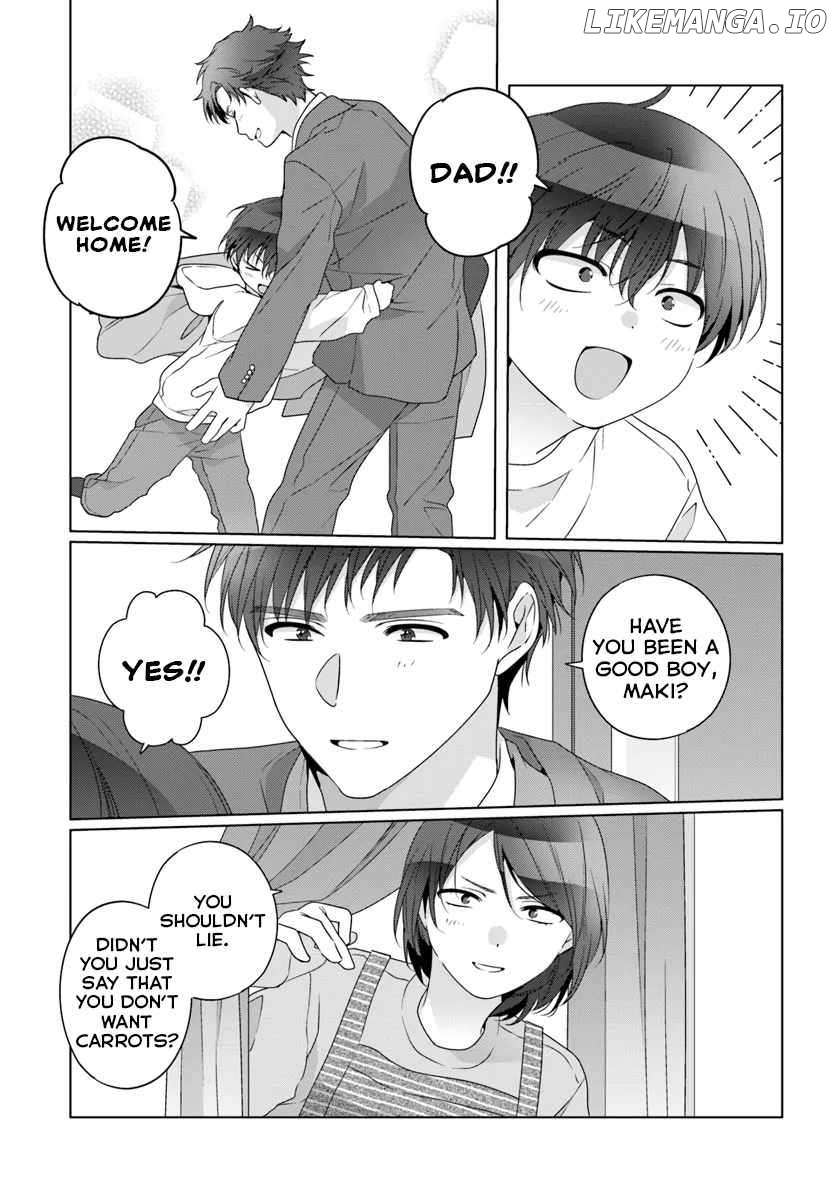 LIKEMANGA.IO
DAD!!
WELCOME
HOME!
HAVE
YOU BEEN A
GOOD BOY,
MAKI?
YES!!
YOU
SHOULDN'T
LIE.
DIDN'T
YOU JUST
SAY THAT
YOU DON'T
WANT
CARROTS?